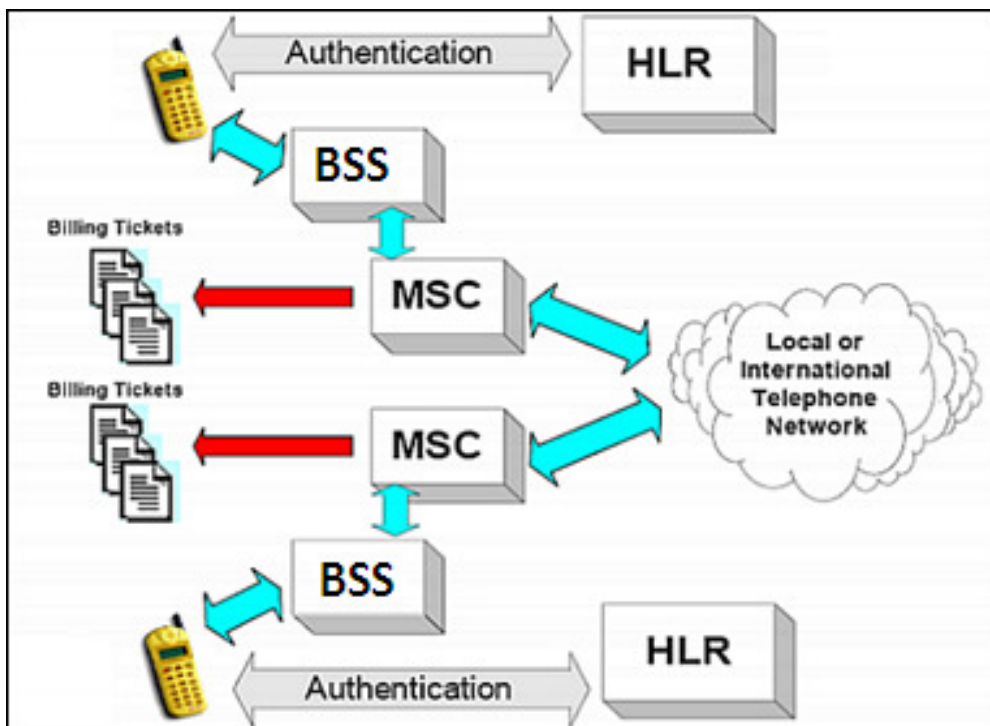 Authentication
HLR
BSS
Billing Tickets
MSC
Local or
International
Telephone
Network
Billing Tickets
MSC
BSS
HLR
Authentication